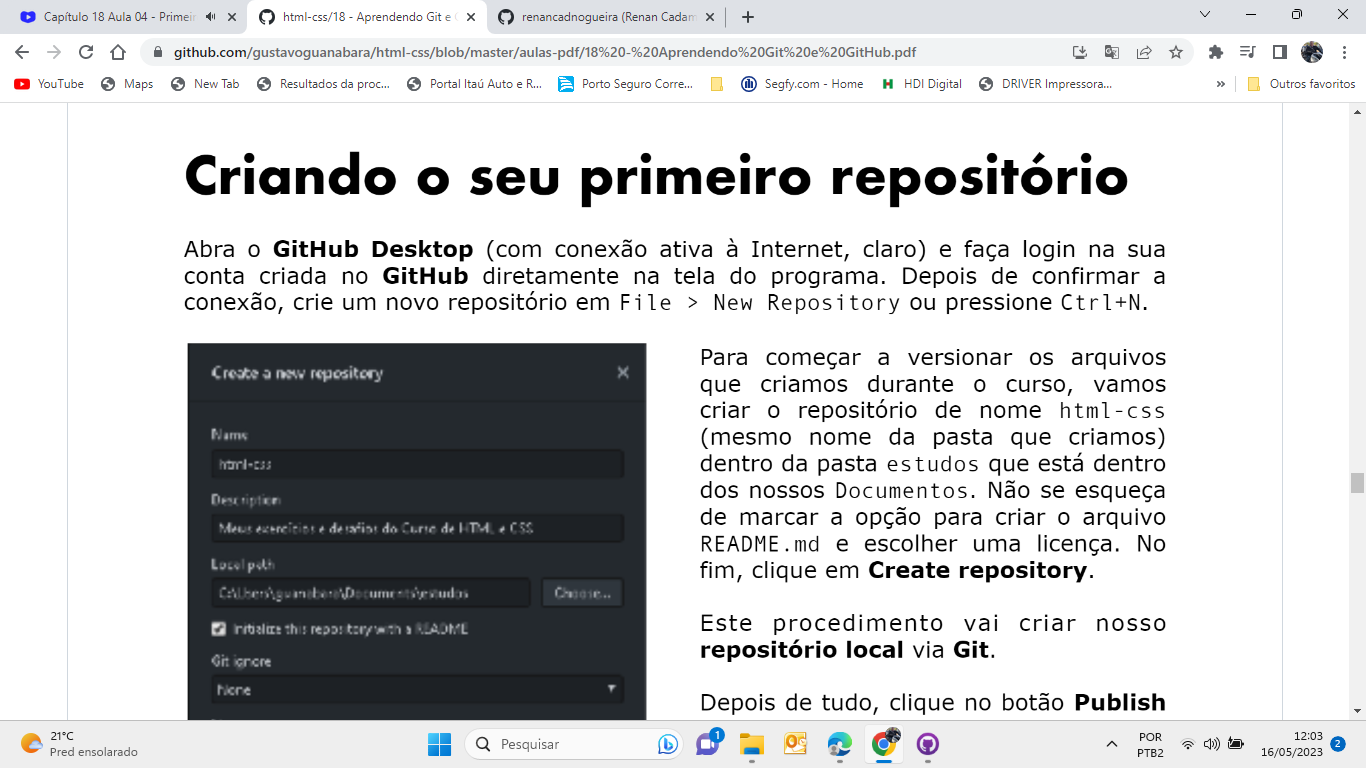 Capítulo 18 Aula 04 - Primeir
html-css/18 - Aprendendo Git e G
renancadnogueira (Renan Cadam
github.com/gustavoguanabara/html-css/blob/master/aulas-pdf/18%20-%20Aprendendo%20Git%20e%20GitHub.pdf
YouTube
Maps
New Tab
Resultados da proc...
Portal Itaú Auto e R...
Porto Seguro Corre...
Segfy.com - Home
HDI Digital
DRIVER Impressora...
»
Outros favoritos
Criando o seu primeiro repositório
Abra o GitHub Desktop (com conexão ativa à Internet, claro) e faça login na sua
conta criada no GitHub diretamente na tela do programa. Depois de confirmar a
conexão, crie um novo repositório em File > New Repository ou pressione Ctrl+N.
Create a new repository
Name
html-css
Description
Meus exercícios e desafios do Curso de HTML e CSS
Local path
C:\Users\guanabara\Documents\estudos
Choose...
Initialize this repository with a README
Git ignore
None
Para começar a versionar os arquivos
que criamos durante o curso, vamos
criar o repositório de nome html-css
(mesmo nome da pasta que criamos)
dentro da pasta estudos que está dentro
dos nossos Documentos. Não se esqueça
de marcar a opção para criar o arquivo
README.md e escolher uma licença. No
fim, clique em Create repository.
Este procedimento vai criar nosso
repositório local via Git.
Depois de tudo, clique no botão Publish
21°C
Pred ensolarado
Pesquisar
1
POR
PTB2
12:03
16/05/2023
2